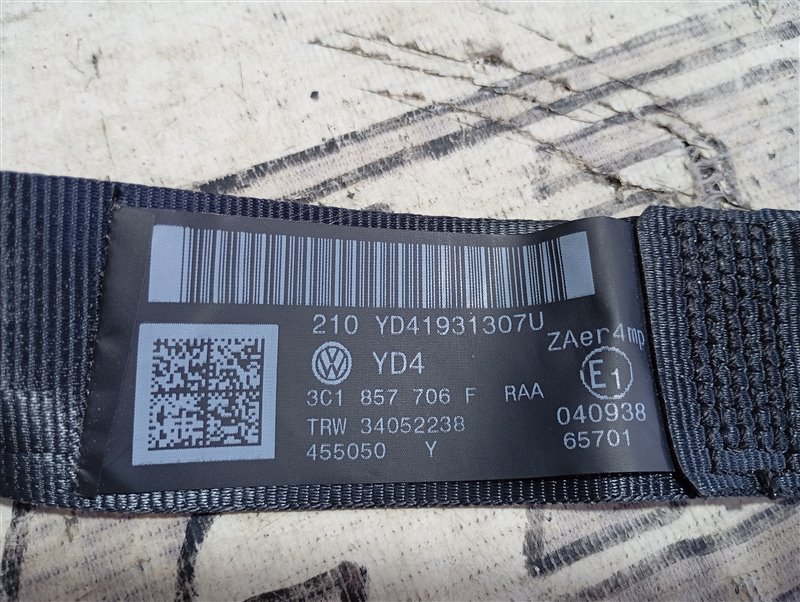 210 YD41931307U
ZAer4mp
YD4
E1
3C1 857 706 F RAA
040938
TRW 34052238
65701
455050 Y